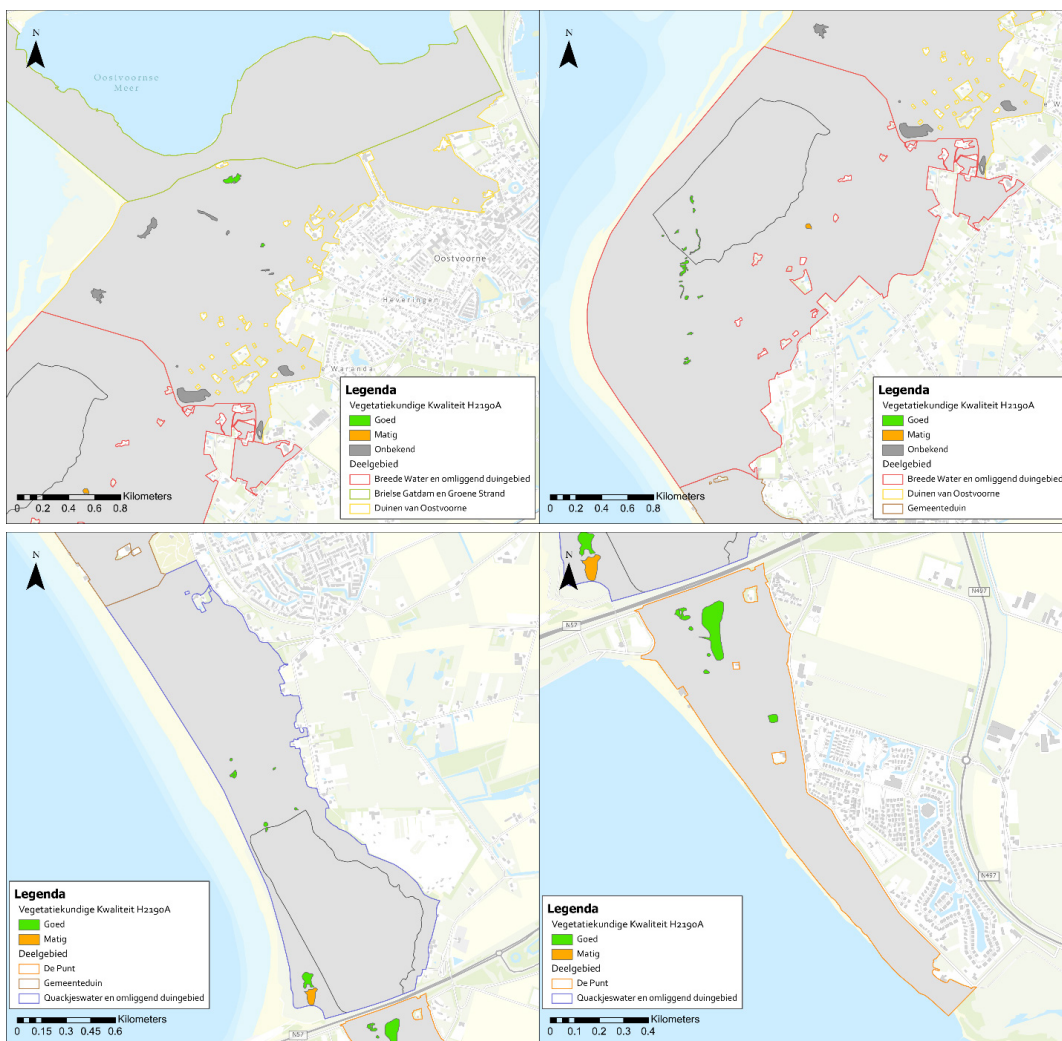 N
Oostvoornse
Meer
Oostvoorne
Heveringen
Waranda
Legenda
Vegetatiekundige Kwaliteit H2190A
Goed
Matig
Onbekend
Deelgebied
Breede Water en omliggend duingebied
Brielse Gatdam en Groene Strand
Duinen van Oostvoorne
Kilometers
0 0.2 0.4 0.6 0.8
N
Legenda
Vegetatiekundige Kwaliteit H2190A
Goed
Matig
Onbekend
Deelgebied
Breede Water en omliggend duingebied
Duinen van Oostvoorne
Gemeenteduin
Kilometers
0 0.2 0.4 0.6 0.8
N
Legenda
Vegetatiekundige Kwaliteit H2190A
Goed
Matig
Deelgebied
De Punt
Gemeenteduin
Quackjeswater en omliggend duingebied
Kilometers
0 0.15 0.3 0.45 0.6
N57
N
N57
N497
N497
Legenda
Vegetatiekundige Kwaliteit H2190A
Goed
Matig
Deelgebied
De Punt
Quackjeswater en omliggend duingebied
Kilometers
0 0.1 0.2 0.3 0.4